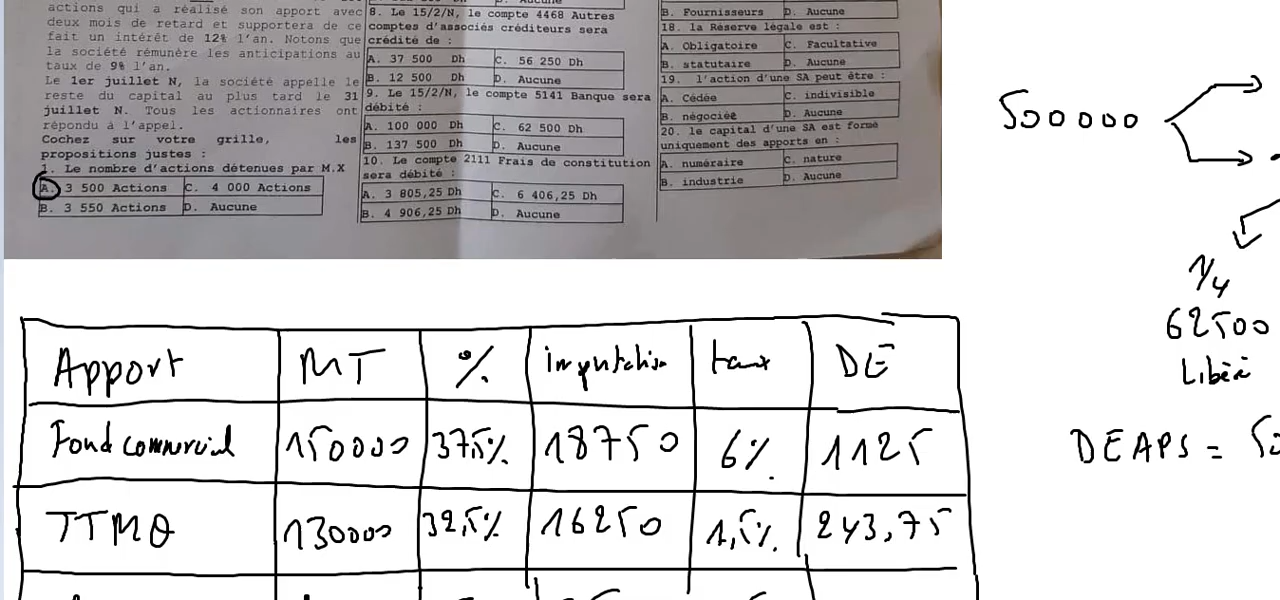 actions qui a réalisé son apport avec
deux mois de retard et supportera de ce
fait un intérêt de 12% l'an. Notons que
la société rémunère les anticipations au
taux de 9% l'an.
Le 1er juillet N, la société appelle le
reste du capital au plus tard le 31
juillet N. Tous les actionnaires ont
répondu à l'appel.
Cochez sur votre grille, les
propositions justes :
1. Le nombre d'actions détenues par M.X
A. 3 500 Actions C. 4 000 Actions
B. 3 550 Actions D. Aucune
D. Aucune
8. Le 15/2/N, le compte 4468 Autres
comptes d'associés créditeurs sera
crédité de :
A. 37 500 Dh C. 56 250 Dh
B. 12 500 Dh D. Aucune
9. Le 15/2/N, le compte 5141 Banque sera
débité :
A. 100 000 Dh C. 62 500 Dh
B. 137 500 Dh D. Aucune
10. Le compte 2111 Frais de constitution
sera débité :
A. 3 805,25 Dh C. 6 406,25 Dh
B. 4 906,25 Dh D. Aucune
B. Fournisseurs D. Aucune
18. la Réserve légale est :
A. Obligatoire C. Facultative
B. statutaire D. Aucune
19. l'action d'une SA peut être :
A. Cédée C. indivisible
B. négociée D. Aucune
20. le capital d'une SA est formé
uniquement des apports en :
A. numéraire C. nature
B. industrie D. Aucune
500000
1/4
62500
Libéré
DEAPS = 50
Apport MT % imputation taux DE
Fond commercial 150000 37,5% 18750 6% 1125
TTMO 130000 32,5% 16250 1,5% 243,75